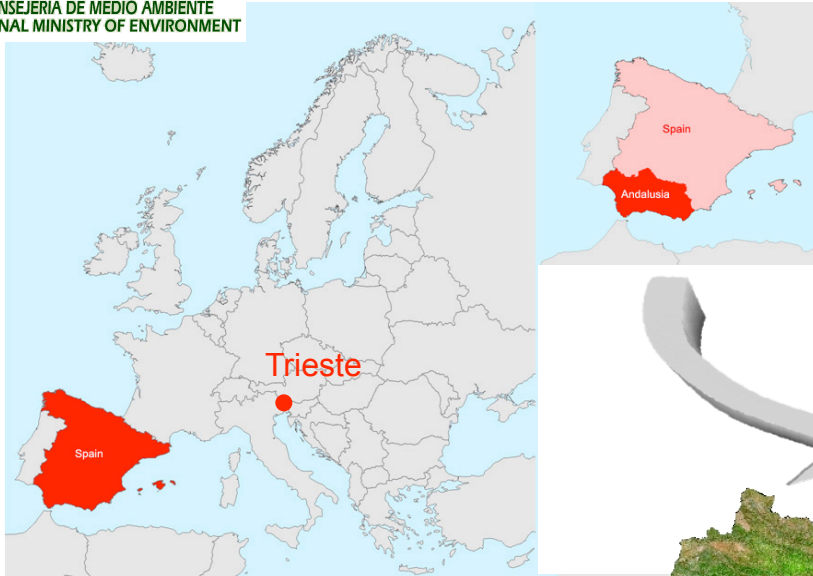 NSEJERIA DE MEDIO AMBIENTE
NAL MINISTRY OF ENVIRONMENT
Spain
Andalusia
Trieste
Spain